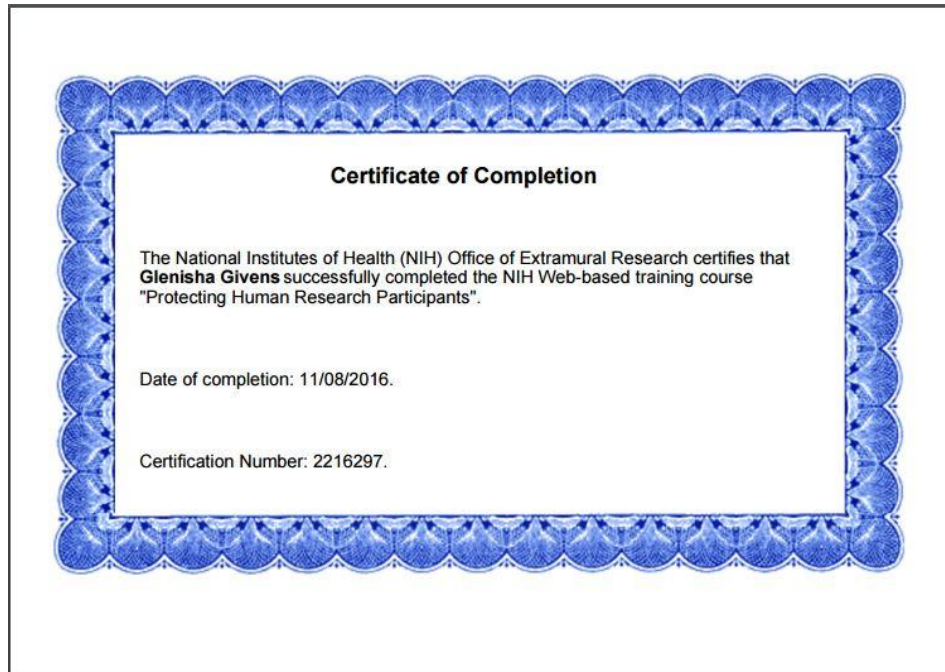 Certificate of Completion
The National Institutes of Health (NIH) Office of Extramural Research certifies that
Glenisha Givens successfully completed the NIH Web-based training course
"Protecting Human Research Participants".
Date of completion: 11/08/2016.
Certification Number: 2216297.